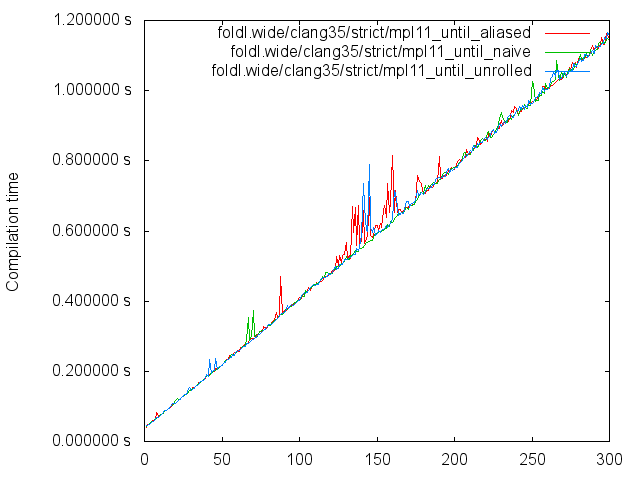 1.200000 s
1.000000 s
0.800000 s
0.600000 s
0.400000 s
0.200000 s
0.000000 s
Compilation time
foldl.wide/clang35/strict/mpl11_until_aliased
foldl.wide/clang35/strict/mpl11_until_naive
foldl.wide/clang35/strict/mpl11_until_unrolled
0 50 100 150 200 250 300